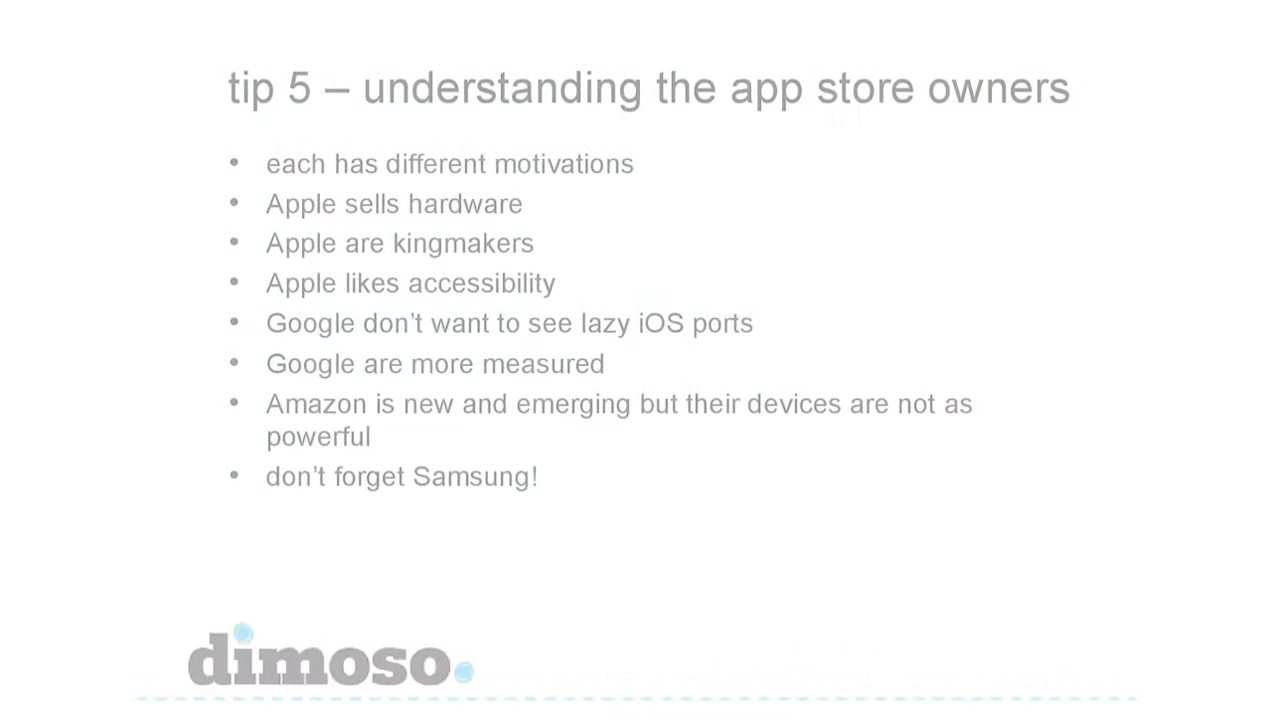 tip 5 – understanding the app store owners
• each has different motivations
• Apple sells hardware
• Apple are kingmakers
• Apple likes accessibility
• Google don’t want to see lazy iOS ports
• Google are more measured
• Amazon is new and emerging but their devices are not as
powerful
• don’t forget Samsung!
dimoso.